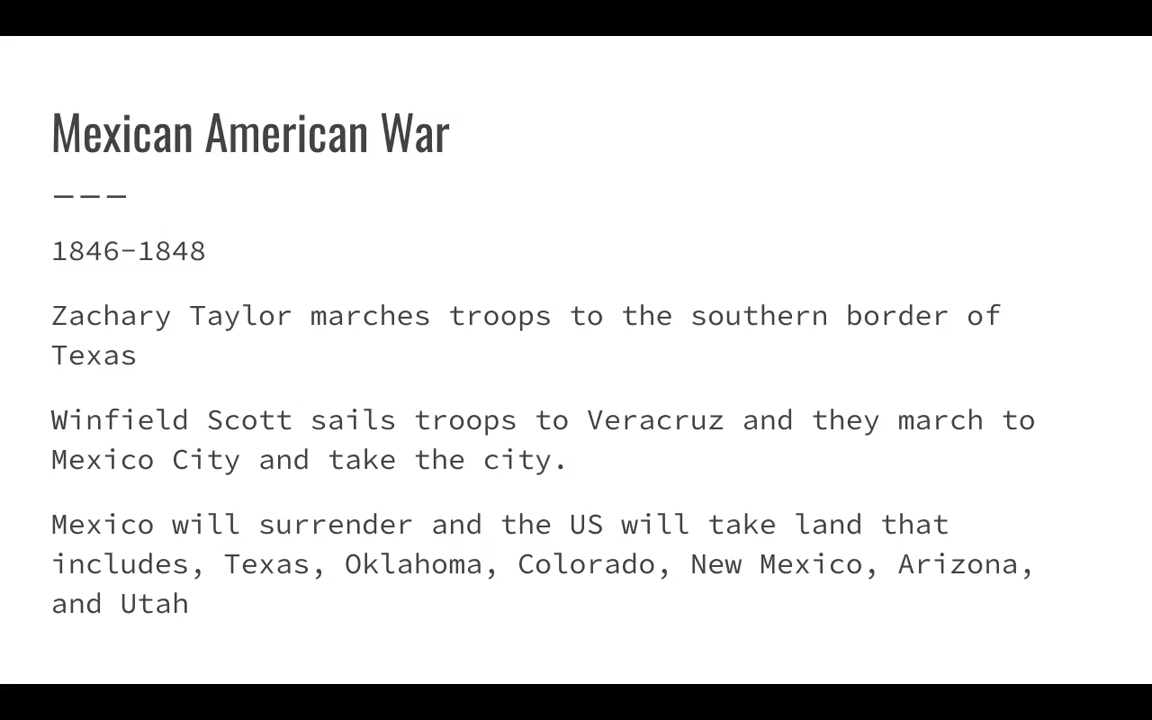 Mexican American War
———
1846-1848
Zachary Taylor marches troops to the southern border of
Texas
Winfield Scott sails troops to Veracruz and they march to
Mexico City and take the city.
Mexico will surrender and the US will take land that
includes, Texas, Oklahoma, Colorado, New Mexico, Arizona,
and Utah